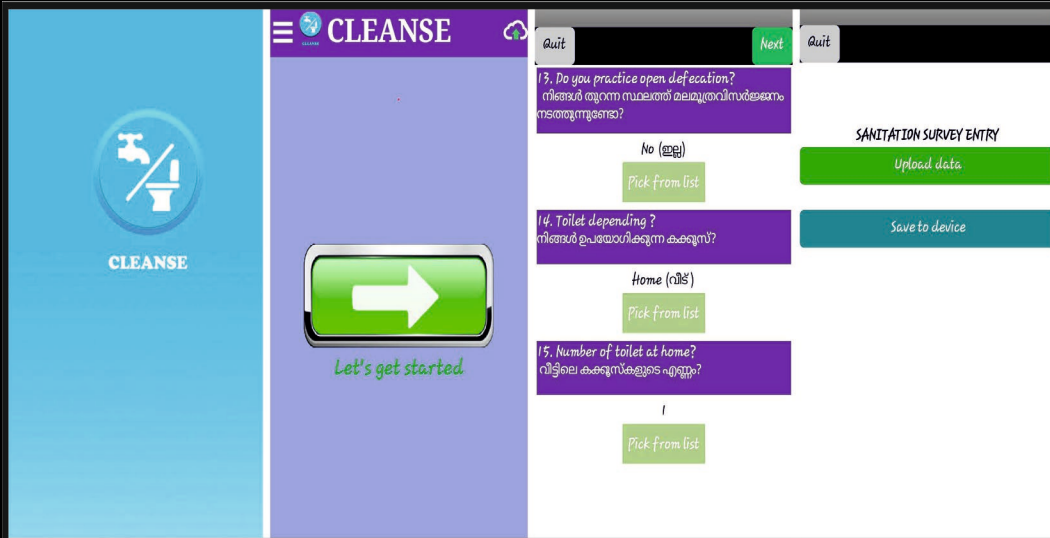 CLEANSE
CLEANSE
Let's get started
Quit
Next
13. Do you practice open defecation?
നിങ്ങൾ തുറന്ന സ്ഥലത്ത് മലമൂത്രവിസർജ്ജനം
നടത്തുന്നുണ്ടോ?
No (ഇല്ല)
Pick from list
14. Toilet depending ?
നിങ്ങൾ ഉപയോഗിക്കുന്ന കക്കൂസ്?
Home (വീട്)
Pick from list
15. Number of toilet at home?
വീട്ടിലെ കക്കൂസ്കളുടെ എണ്ണം?
1
Pick from list
Quit
SANITATION SURVEY ENTRY
Upload data
Save to device